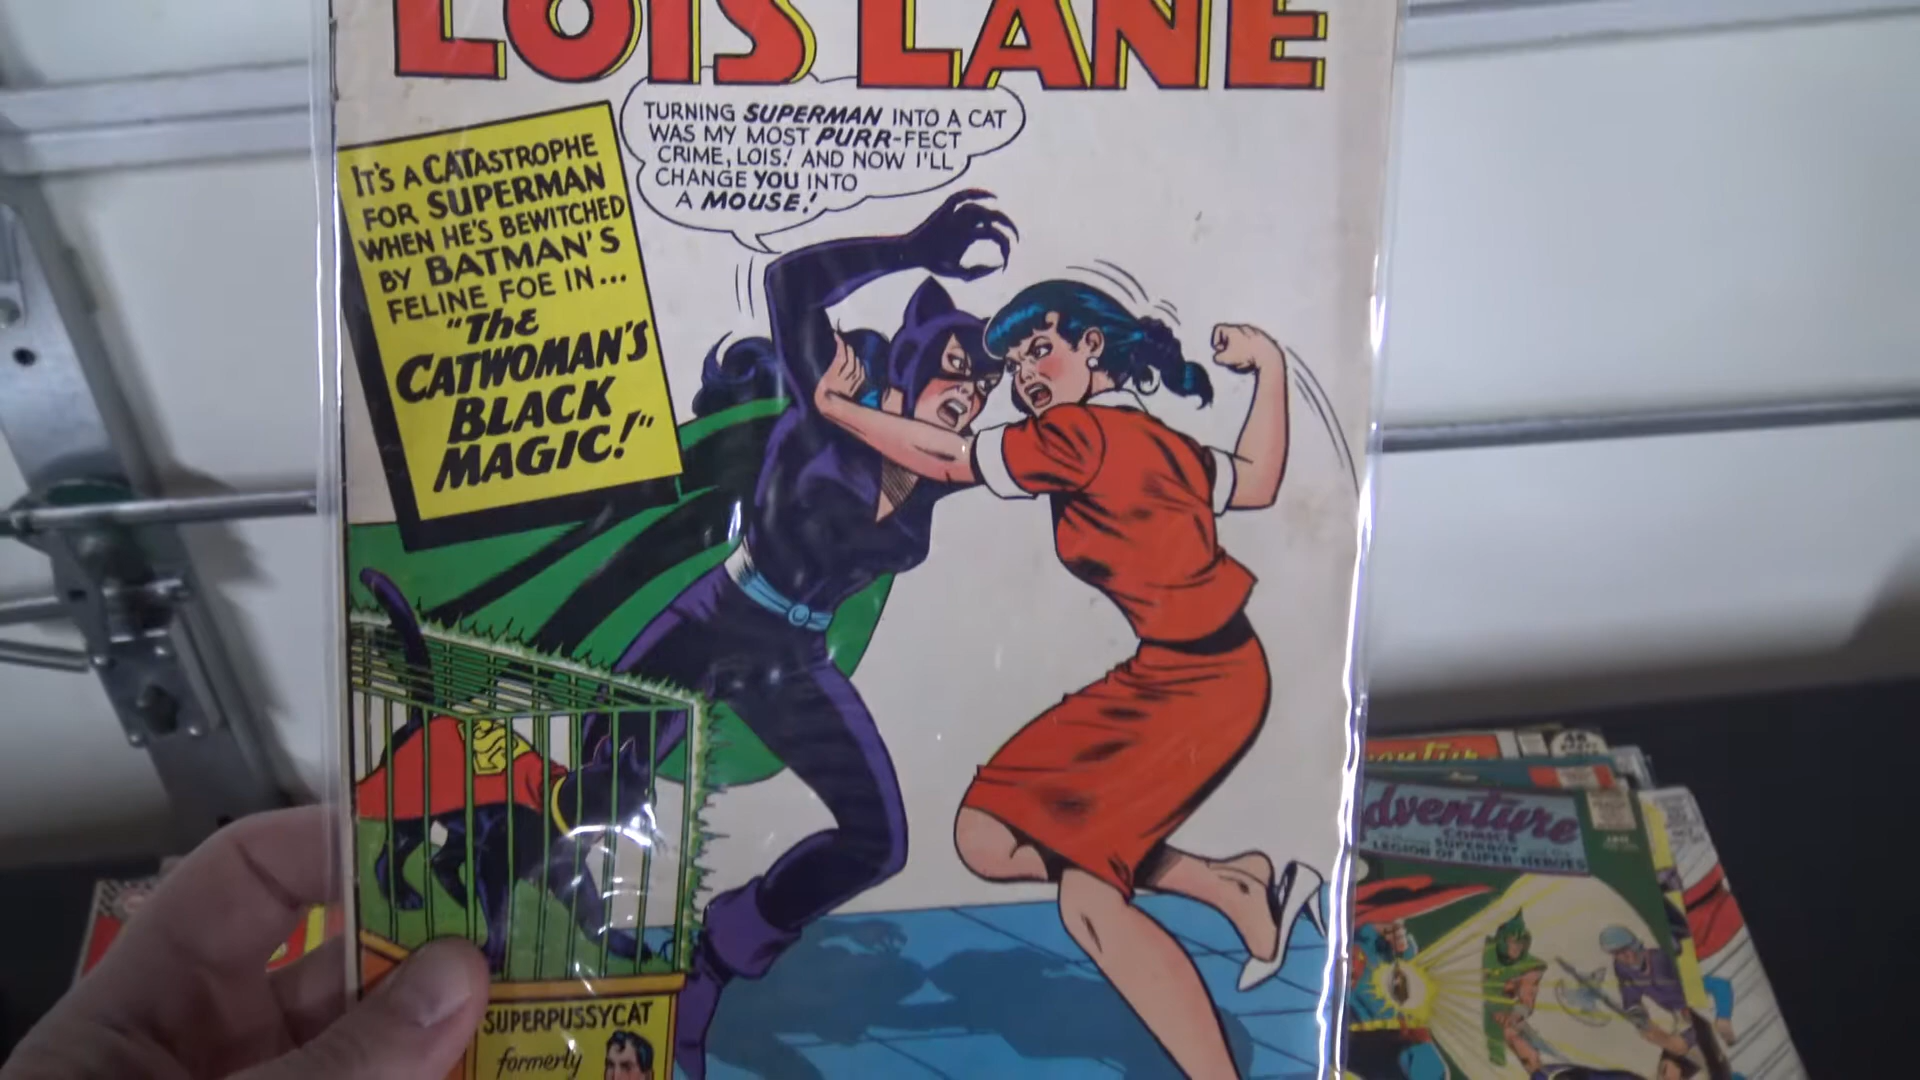 LOIS LANE
TURNING SUPERMAN INTO A CAT
WAS MY MOST PURR-FECT
CRIME, LOIS! AND NOW I'LL
CHANGE YOU INTO
A MOUSE!
IT'S A CATASTROPHE
FOR SUPERMAN
WHEN HE'S BEWITCHED
BY BATMAN'S
FELINE FOE IN...
"The
CATWOMAN'S
BLACK
MAGIC!"
SUPERPUSSYCAT
formerly
Adventure
COMICS
SUPERBOY
LEGION OF SUPER-HEROES